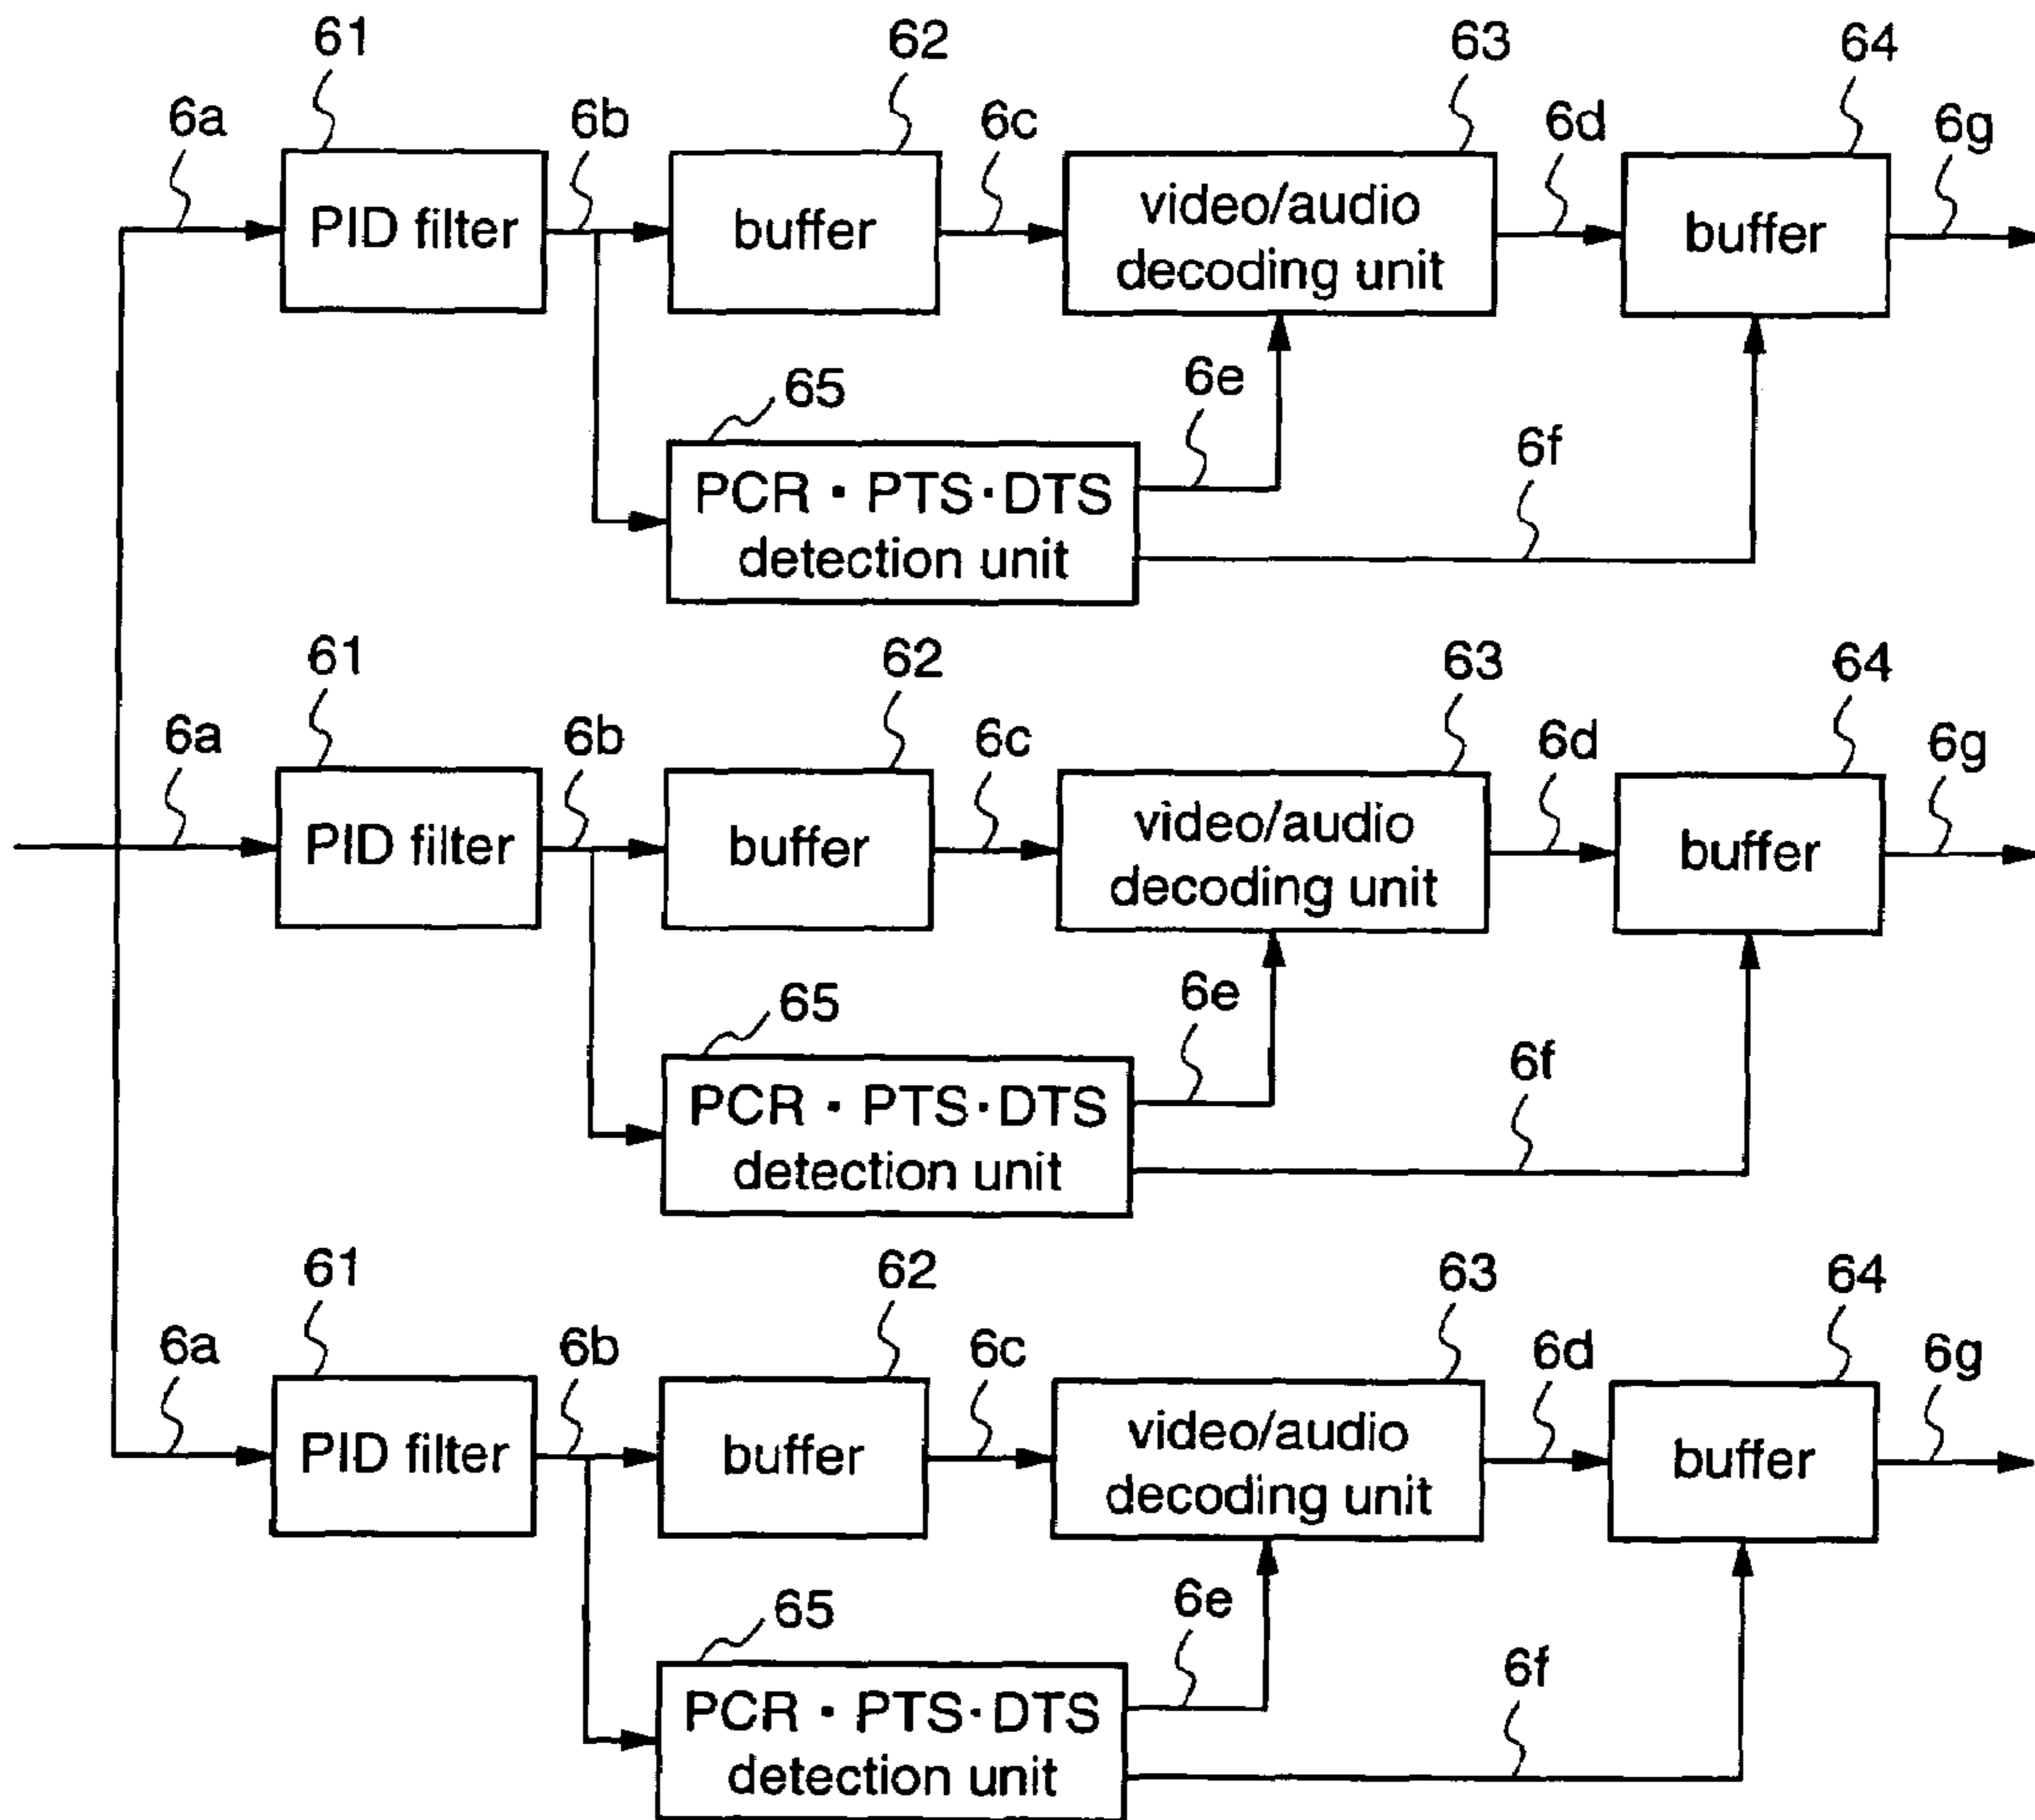 61
62
63
64
6a
6b
6c
6d
6g
PID filter
buffer
video/audio
decoding unit
buffer
65
6e
6f
PCR · PTS·DTS
detection unit
61
62
63
64
6a
6b
6c
6d
6g
PID filter
buffer
video/audio
decoding unit
buffer
65
6e
6f
PCR · PTS·DTS
detection unit
61
62
63
64
6a
6b
6c
6d
6g
PID filter
buffer
video/audio
decoding unit
buffer
65
6e
6f
PCR · PTS·DTS
detection unit